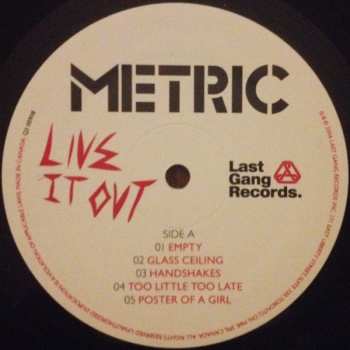 METRIC
LIVE
IT OUT
Last
Gang
Records.
SIDE A
01 EMPTY
02 GLASS CEILING
03 HANDSHAKES
04 TOO LITTLE TOO LATE
05 POSTER OF A GIRL